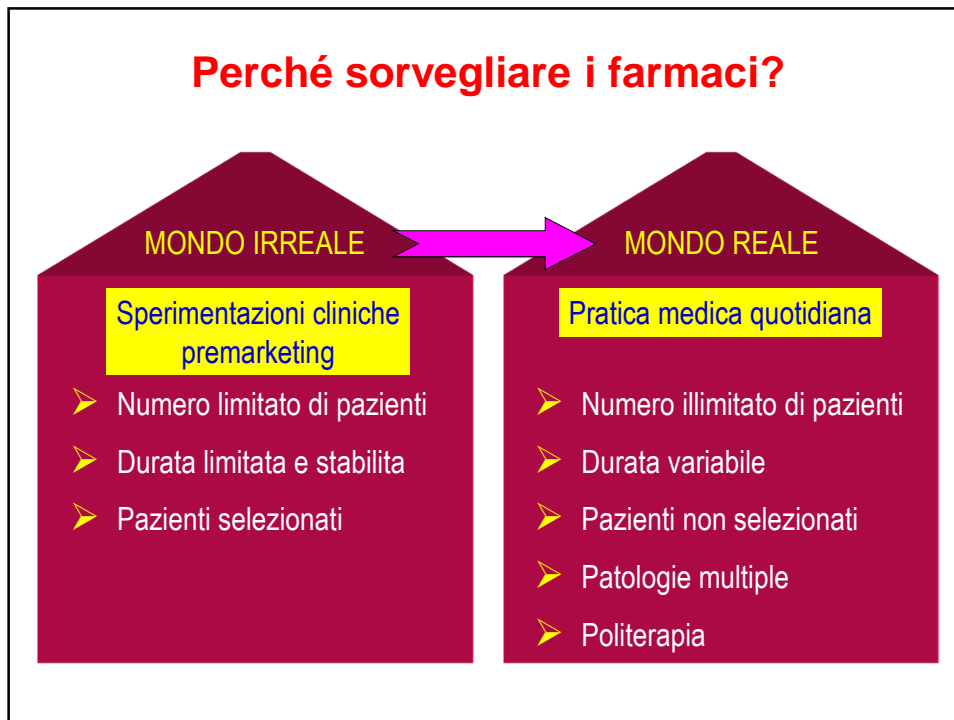 Perché sorvegliare i farmaci?
MONDO IRREALE
Sperimentazioni cliniche
premarketing
Numero limitato di pazienti
Durata limitata e stabilita
Pazienti selezionati
MONDO REALE
Pratica medica quotidiana
Numero illimitato di pazienti
Durata variabile
Pazienti non selezionati
Patologie multiple
Politerapia